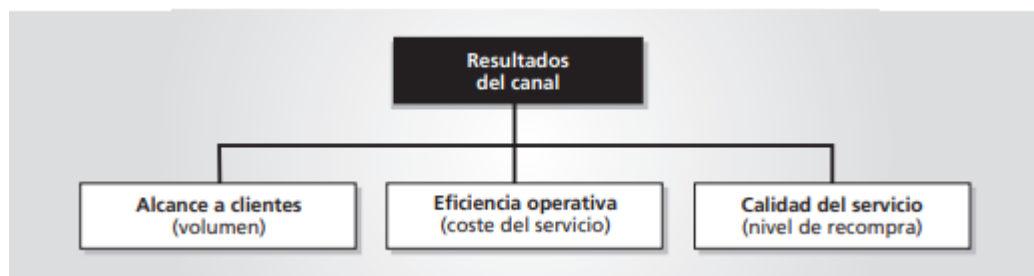 Resultados
del canal
Alcance a clientes
(volumen)
Eficiencia operativa
(coste del servicio)
Calidad del servicio
(nivel de recompra)